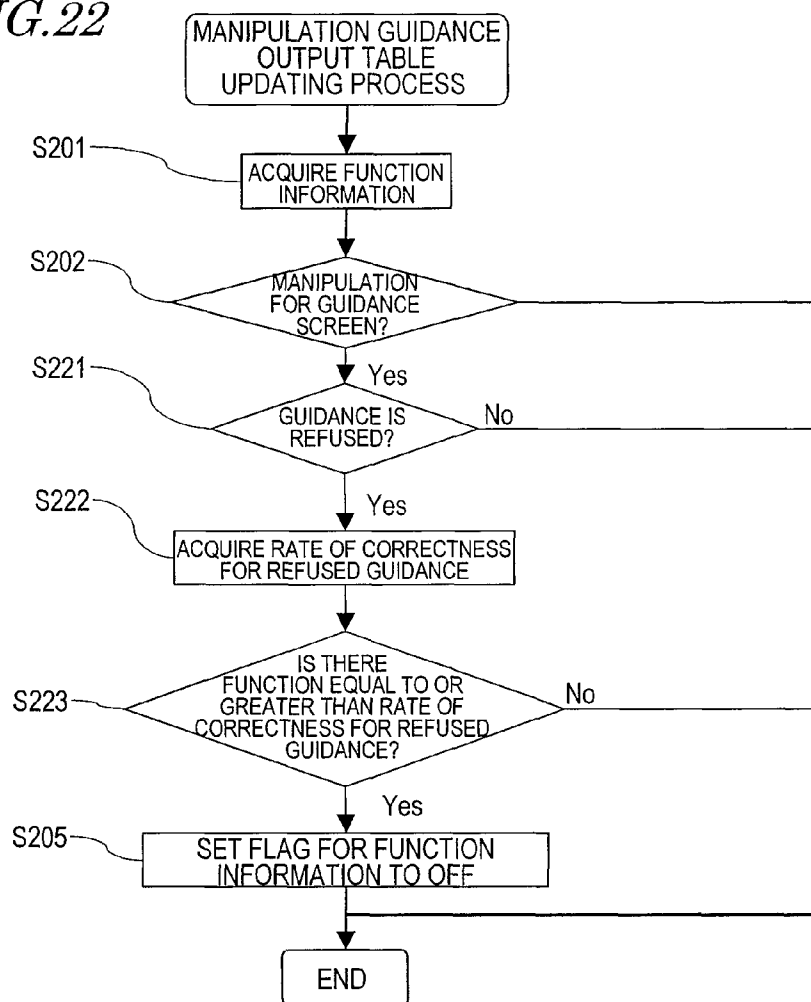 G.22
MANIPULATION GUIDANCE
OUTPUT TABLE
UPDATING PROCESS
S201
ACQUIRE FUNCTION
INFORMATION
S202
MANIPULATION
FOR GUIDANCE
SCREEN?
Yes
S221
GUIDANCE IS
REFUSED?
No
Yes
S222
ACQUIRE RATE OF CORRECTNESS
FOR REFUSED GUIDANCE
S223
IS THERE
FUNCTION EQUAL TO OR
GREATER THAN RATE OF
CORRECTNESS FOR REFUSED
GUIDANCE?
No
Yes
S205
SET FLAG FOR FUNCTION
INFORMATION TO OFF
END